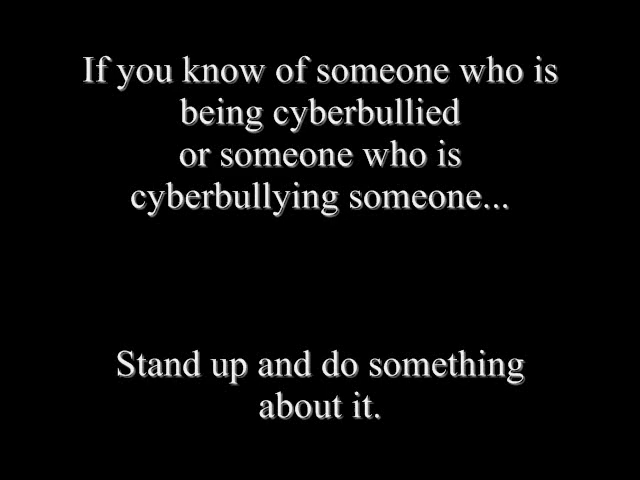 If you know of someone who is
being cyberbullied
or someone who is
cyberbullying someone...
Stand up and do something
about it.